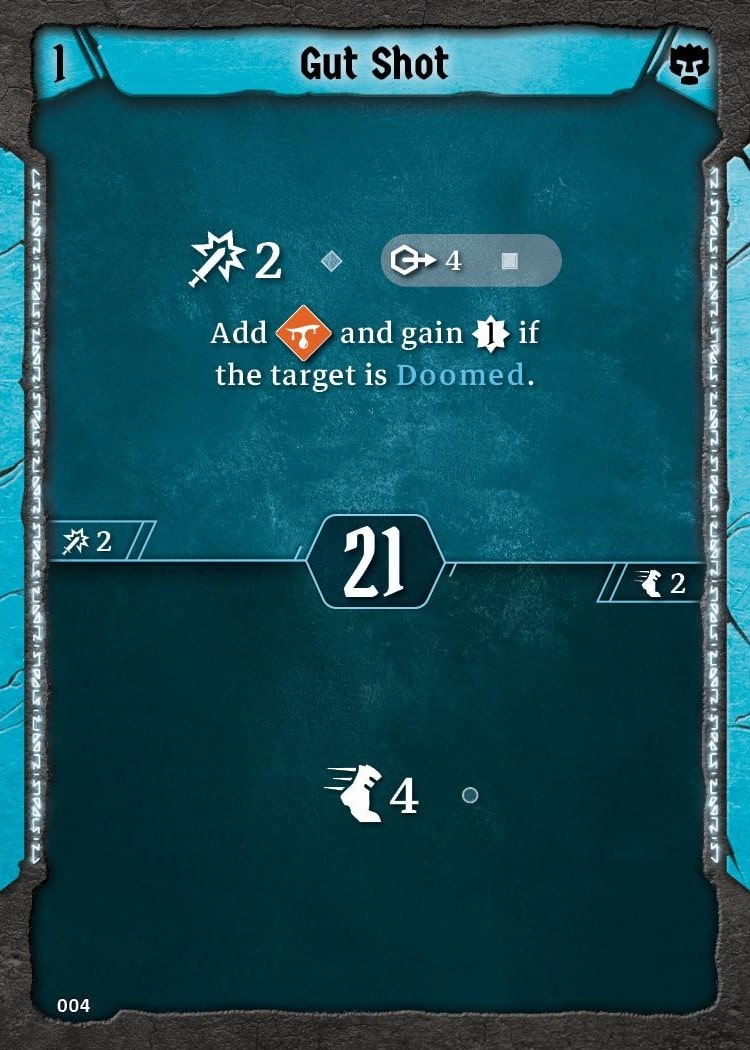 1 Gut Shot
2 4
Add and gain 1 if
the target is Doomed.
2
21
2
4
004